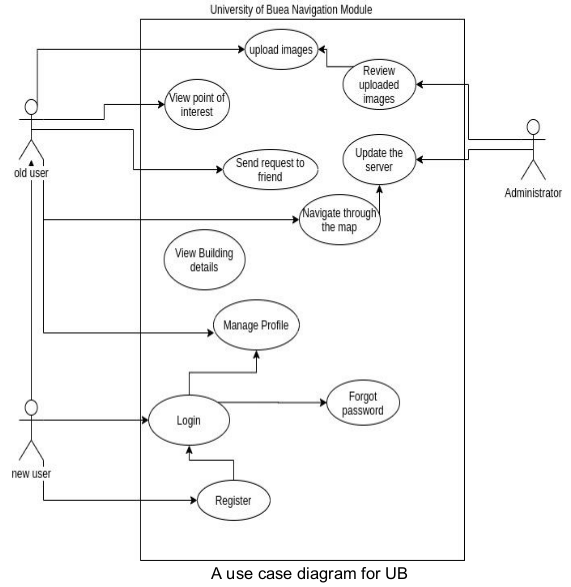 University of Buea Navigation Module
upload images
Review
uploaded
images
View point of
interest
old user
Update the
server
Send request to
friend
Administrator
Navigate through
the map
View Building
details
Manage Profile
Forgot
password
Login
new user
Register
A use case diagram for UB